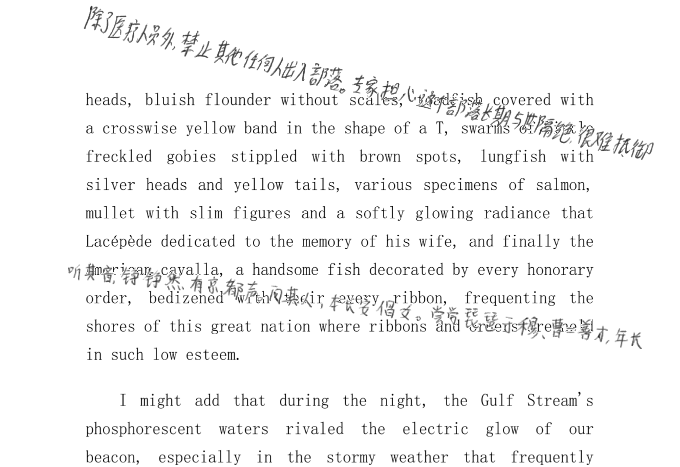 除了医疗人员外,禁止其他任何人出入部落。专家担心这个部落长期与世隔绝,很难抵御
heads, bluish flounder without scales, covered with
a crosswise yellow band in the shape of a T, swarms of
freckled gobies stippled with brown spots, lungfish with
silver heads and yellow tails, various specimens of salmon,
mullet with slim figures and a softly glowing radiance that
Lacépède dedicated to the memory of his wife, and finally the
American cavalla, a handsome fish decorated by every honorary
听其音,铮铮然有京都声,问其人,本长安倡女。尝学琵琶于穆、曹二善才,年长
order, bedizened with their every ribbon, frequenting the
shores of this great nation where ribbons and orders are held
in such low esteem.
I might add that during the night, the Gulf Stream's
phosphorescent waters rivaled the electric glow of our
beacon, especially in the stormy weather that frequently